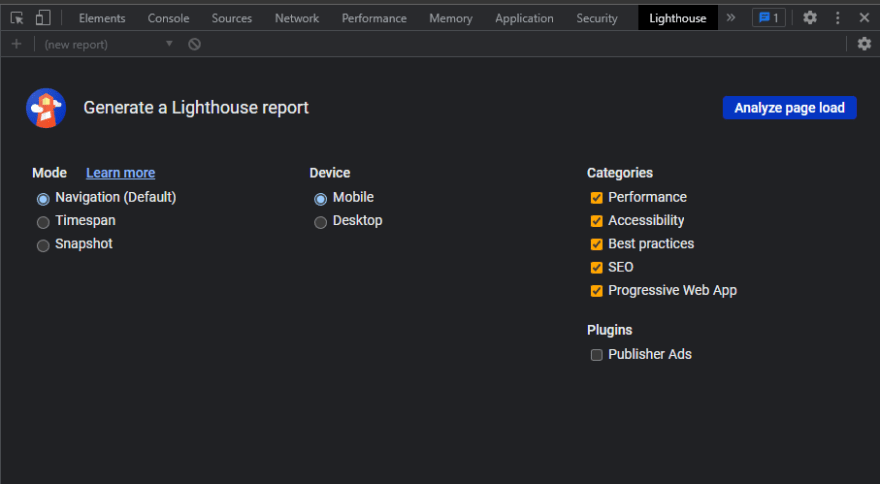 Elements Console Sources Network Performance Memory Application Security Lighthouse » 1
(new report)
Generate a Lighthouse report
Analyze page load
Mode Learn more
Navigation (Default)
Timespan
Snapshot
Device
Mobile
Desktop
Categories
Performance
Accessibility
Best practices
SEO
Progressive Web App
Plugins
Publisher Ads